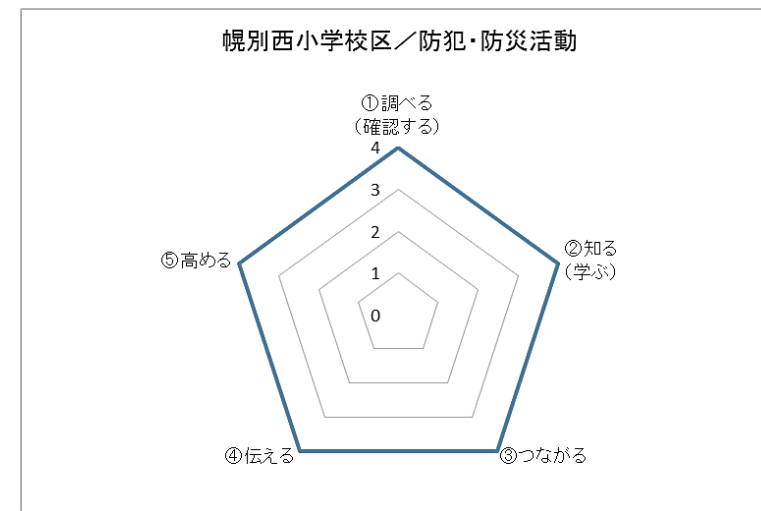 幌別西小学校区／防犯・防災活動
①調べる
（確認する）
4
3
2
1
0
②知る
（学ぶ）
⑤高める
④伝える
③つながる